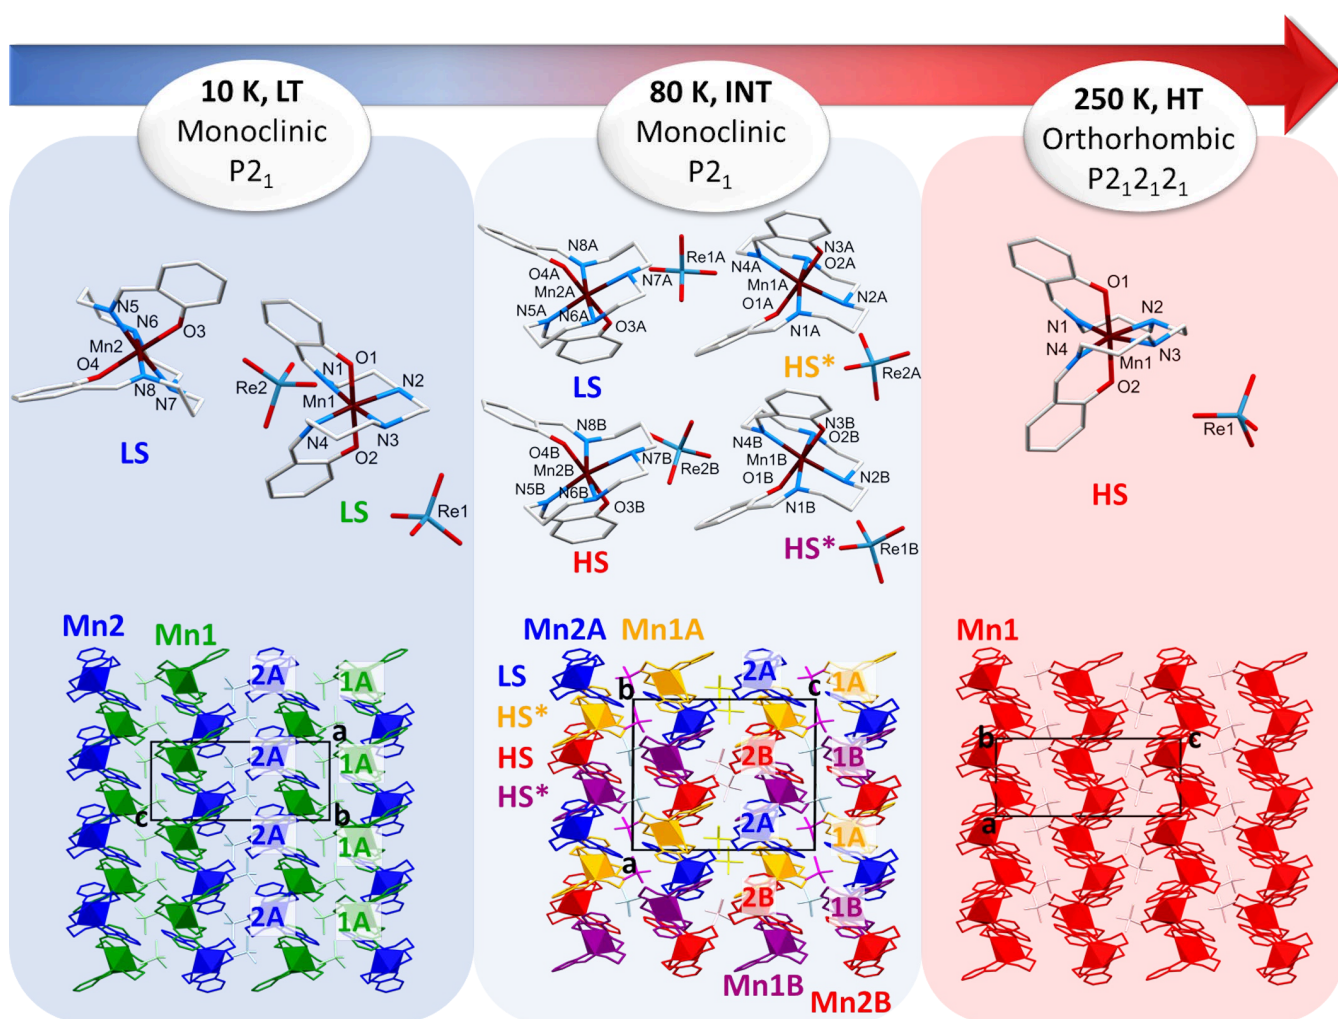 10 K, LT
Monoclinic
P2₁
80 K, INT
Monoclinic
P2₁
250 K, HT
Orthorhombic
P2₁2₁2₁
N5
N6
O3
Mn2
O4
N8
N7
LS
O1
N1
N2
Re2
Mn1
N4
N3
O2
LS
Re1
N8A
O4A
Re1A
N7A
Mn2A
N5A
N6A
O3A
LS
N3A
N4A
O2A
Mn1A
O1A
N2A
N1A
HS*
Re2A
N8B
O4B
N7B
Mn2B
Re2B
N5B
N6B
O3B
HS
N3B
N4B
O2B
Mn1B
O1B
N2B
N1B
HS*
Re1B
O1
N1
N2
N4
N3
Mn1
O2
Re1
HS
Mn2
Mn1
2A
1A
a
2A
1A
c
b
2A
1A
2A
1A
Mn2A
Mn1A
LS
HS*
HS
HS*
b
2A
c
1A
2B
1B
2A
1A
a
2B
1B
Mn1B
Mn2B
Mn1
b
c
a